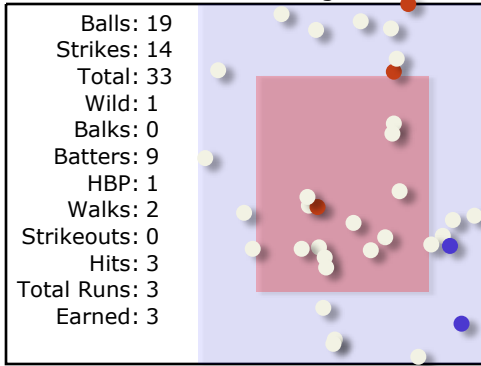 Balls: 19
Strikes: 14
Total: 33
Wild: 1
Balks: 0
Batters: 9
HBP: 1
Walks: 2
Strikeouts: 0
Hits: 3
Total Runs: 3
Earned: 3